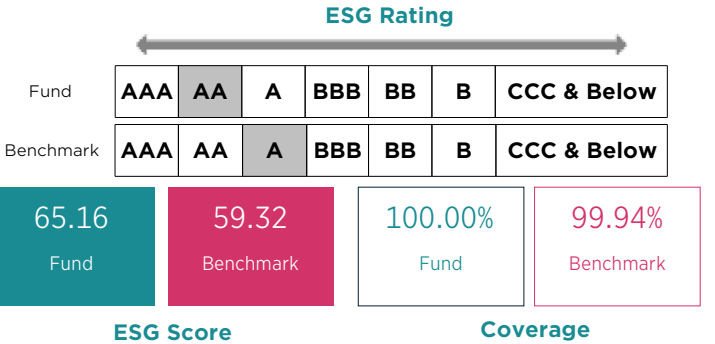 ESG Rating
Fund AAA AA A BBB BB B CCC & Below
Benchmark AAA AA A BBB BB B CCC & Below
65.16 59.32 100.00% 99.94%
Fund Benchmark Fund Benchmark
ESG Score Coverage